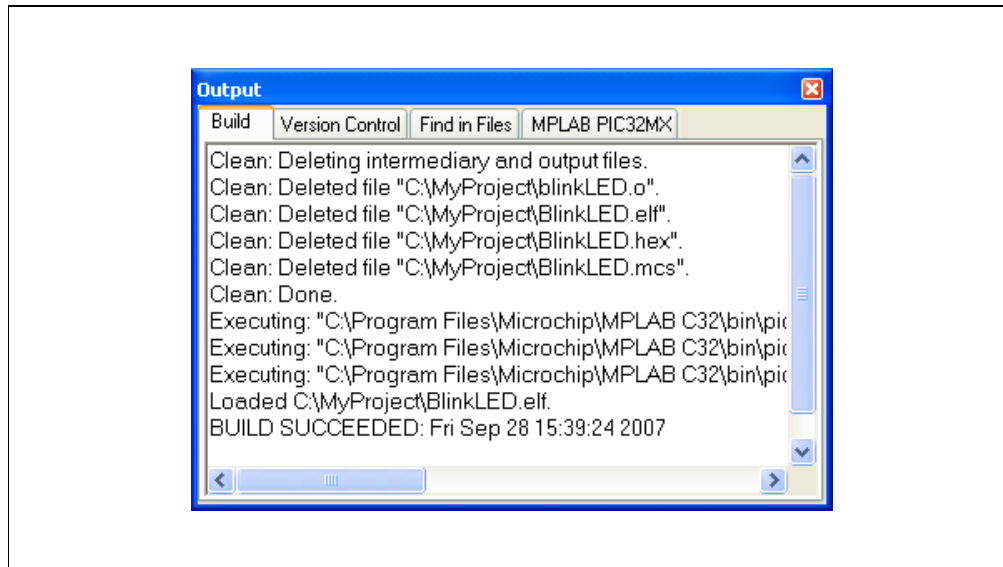 Output
Build Version Control Find in Files MPLAB PIC32MX
Clean: Deleting intermediary and output files.
Clean: Deleted file "C:\MyProject\blinkLED.o".
Clean: Deleted file "C:\MyProject\BlinkLED.elf".
Clean: Deleted file "C:\MyProject\BlinkLED.hex".
Clean: Deleted file "C:\MyProject\BlinkLED.mcs".
Clean: Done.
Executing: "C:\Program Files\Microchip\MPLAB C32\bin\pic
Executing: "C:\Program Files\Microchip\MPLAB C32\bin\pic
Executing: "C:\Program Files\Microchip\MPLAB C32\bin\pic
Loaded C:\MyProject\BlinkLED.elf.
BUILD SUCCEEDED: Fri Sep 28 15:39:24 2007